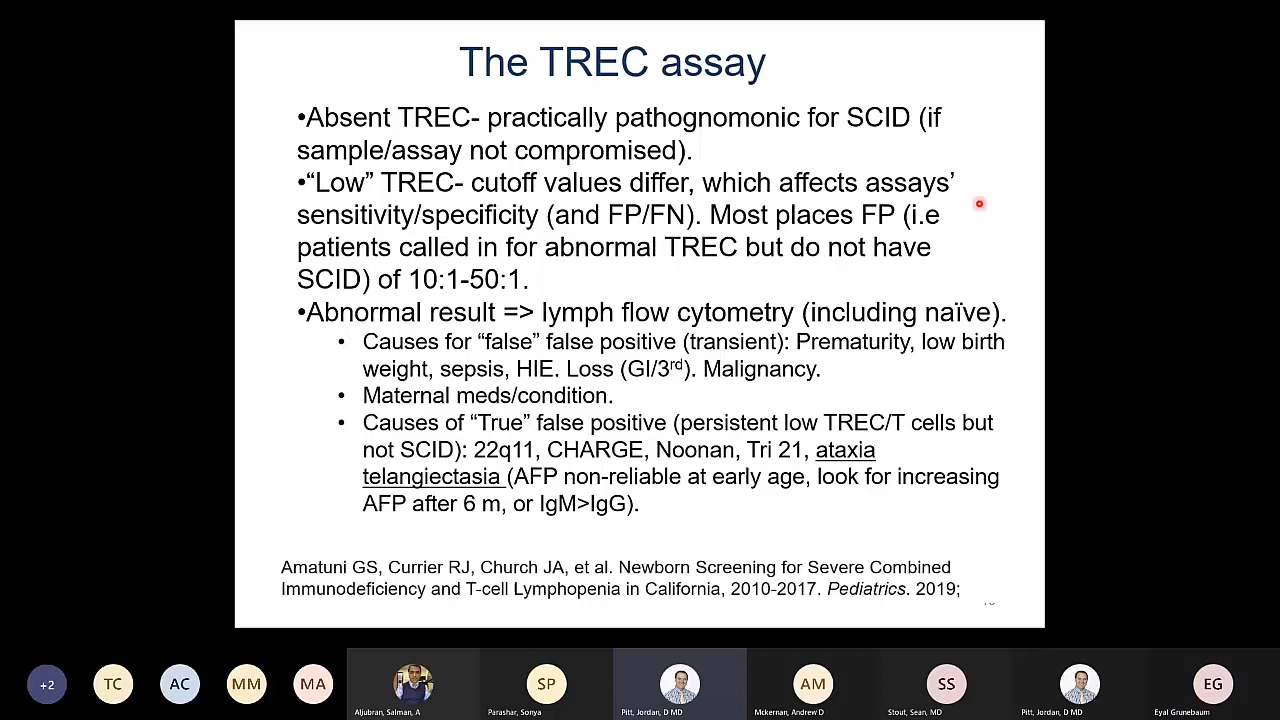 The TREC assay
•Absent TREC- practically pathognomonic for SCID (if
sample/assay not compromised).
•“Low” TREC- cutoff values differ, which affects assays’
sensitivity/specificity (and FP/FN). Most places FP (i.e
patients called in for abnormal TREC but do not have
SCID) of 10:1-50:1.
•Abnormal result => lymph flow cytometry (including naïve).
• Causes for “false” false positive (transient): Prematurity, low birth
weight, sepsis, HIE. Loss (GI/3rd). Malignancy.
• Maternal meds/condition.
• Causes of “True” false positive (persistent low TREC/T cells but
not SCID): 22q11, CHARGE, Noonan, Tri 21, ataxia
telangiectasia (AFP non-reliable at early age, look for increasing
AFP after 6 m, or IgM>IgG).
Amatuni GS, Currier RJ, Church JA, et al. Newborn Screening for Severe Combined
Immunodeficiency and T-cell Lymphopenia in California, 2010-2017. Pediatrics. 2019;
+2 TC AC MM MA SP AM SS EG
Aljubran, Salman, A Parashar, Sonya Pitt, Jordan, D MD Mckernan, Andrew D Stout, Sean, MD Pitt, Jordan, D MD Eyal Grunebaum